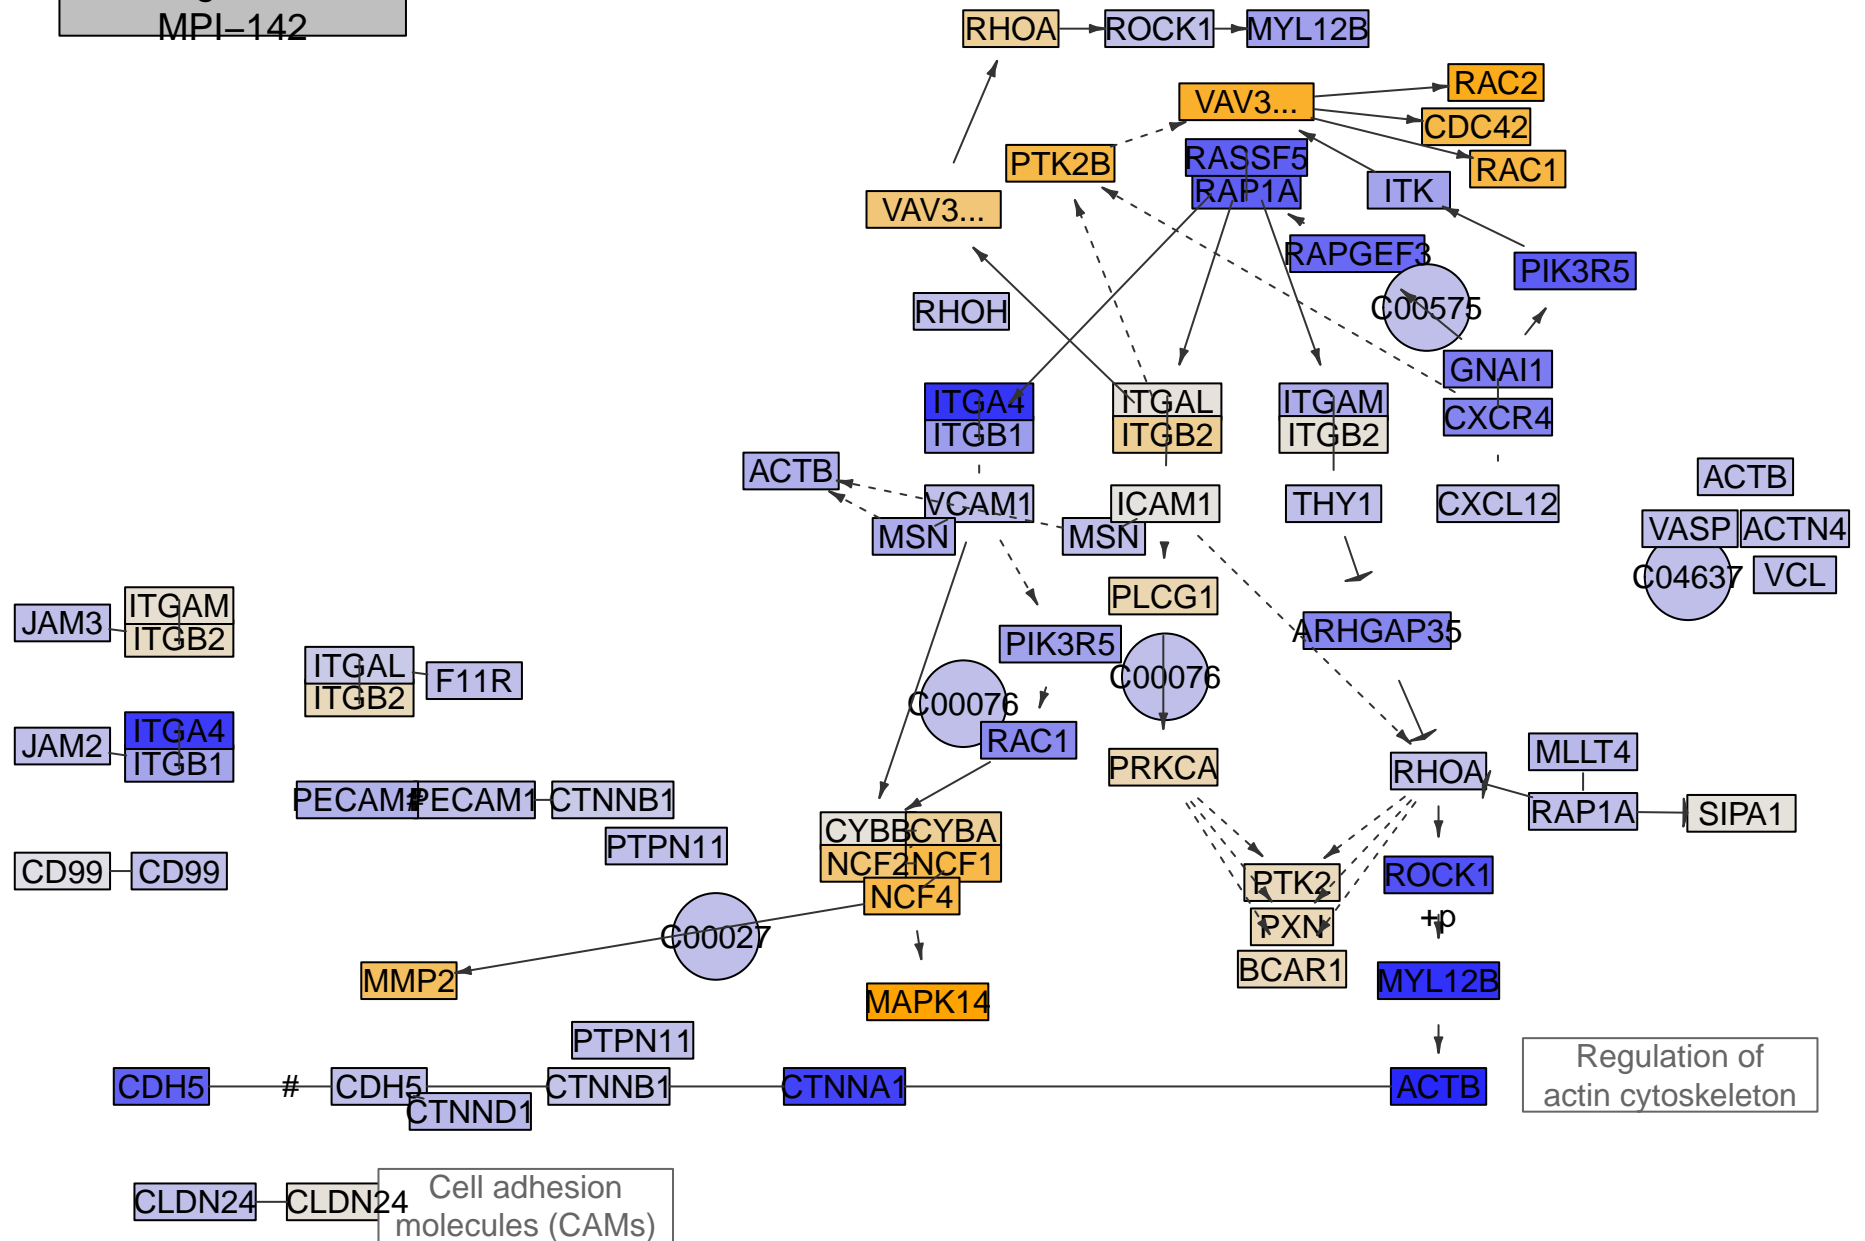 MPI−142
RHOA
ROCK1
MYL12B
RAC2
VAV3...
CDC42
RAC1
PTK2B
RASSF5
RAP1A
ITK
VAV3...
RAPGEF3
PIK3R5
RHOH
C00575
GNAI1
ITGA4
ITGB1
ITGAL
ITGB2
ITGAM
ITGB2
CXCR4
ACTB
ACTB
VCAM1
ICAM1
THY1
CXCL12
MSN
MSN
VASP
ACTN4
C04637
VCL
PLCG1
ITGAM
JAM3
ITGB2
ARHGAP35
PIK3R5
ITGAL
F11R
ITGB2
C00076
C00076
ITGA4
JAM2
ITGB1
RAC1
PRKCA
RHOA
MLLT4
PECAM1
PECAM1
CTNNB1
RAP1A
SIPA1
PTPN11
CYBB
CYBA
NCF2
NCF1
CD99
CD99
NCF4
PTK2
ROCK1
+p
PXN
C00027
BCAR1
MMP2
MAPK14
MYL12B
PTPN11
CDH5
#
CDH5
CTNNB1
CTNNA1
ACTB
CTNND1
Regulation of
actin cytoskeleton
CLDN24
CLDN24
Cell adhesion
molecules (CAMs)